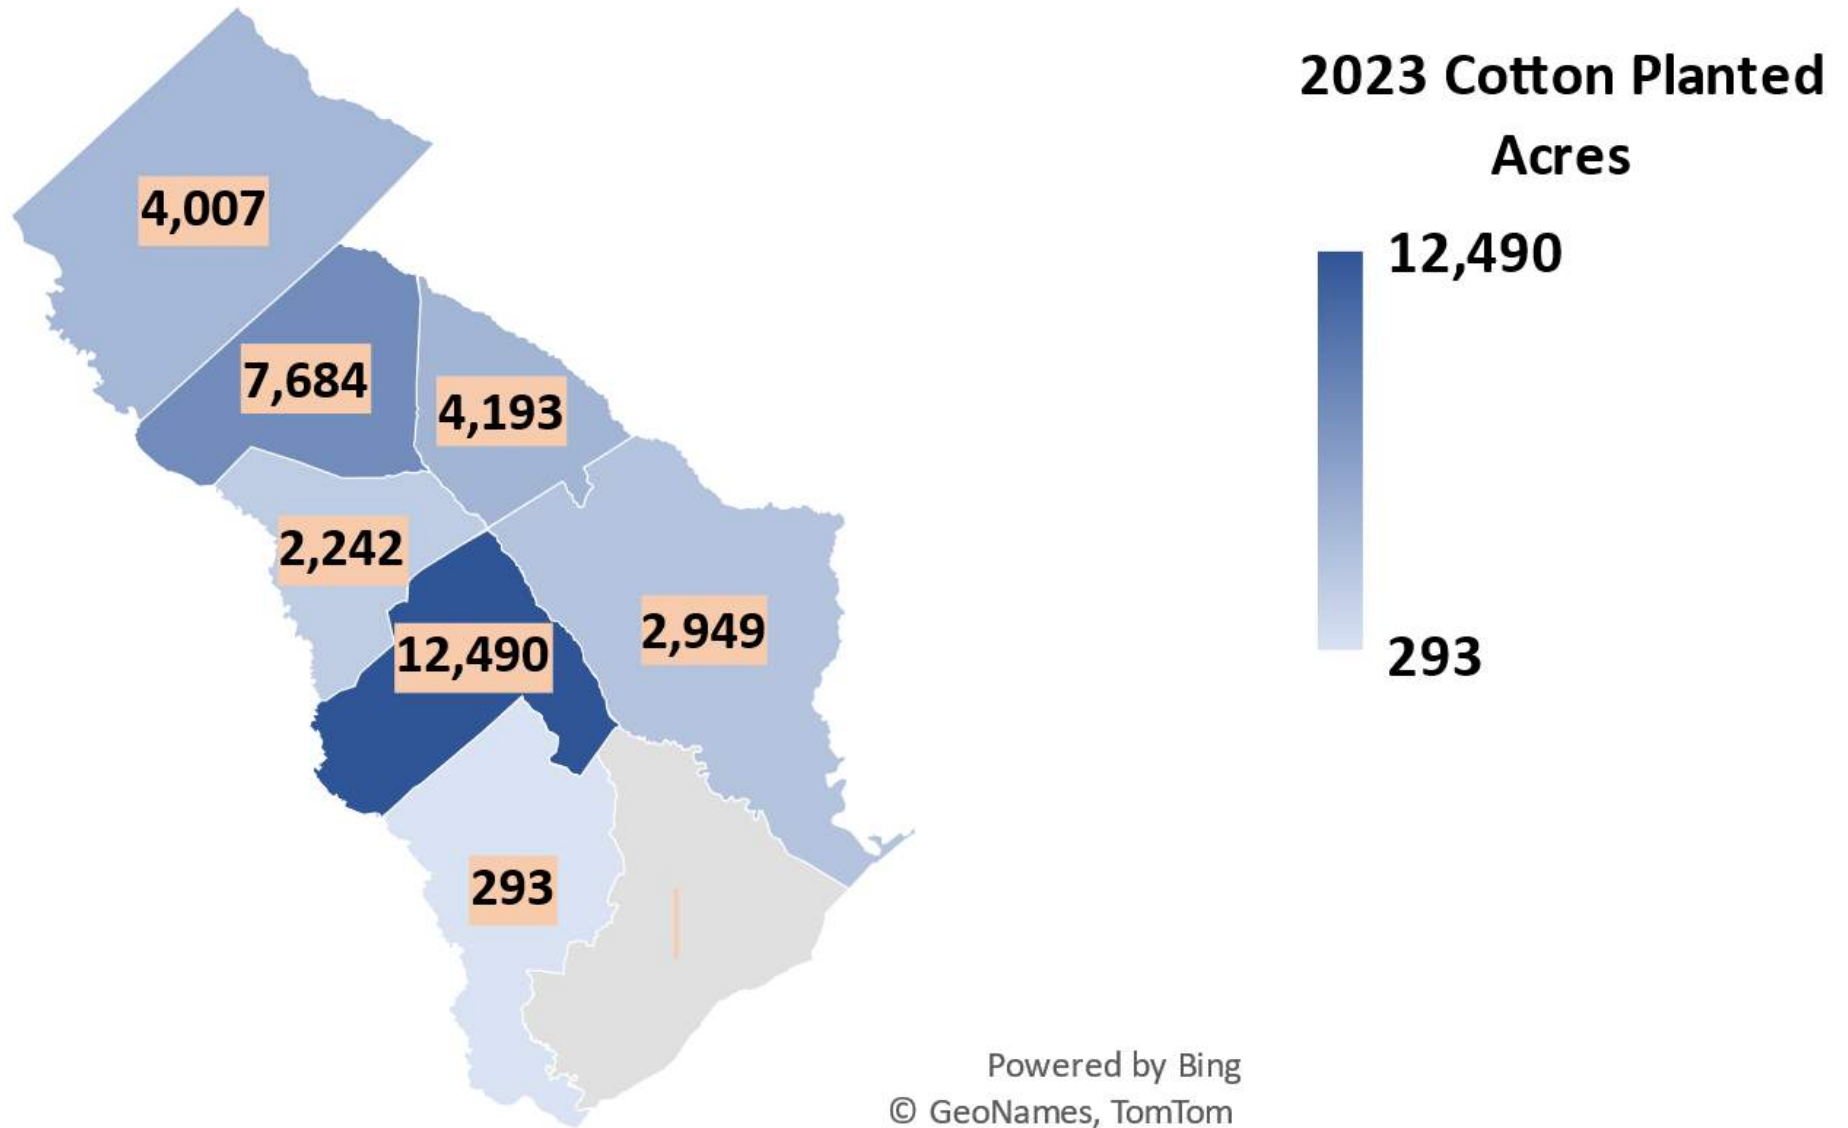 2023 Cotton Planted
Acres
12,490
293
4,007
7,684
4,193
2,242
12,490
2,949
293
Powered by Bing
© GeoNames, TomTom